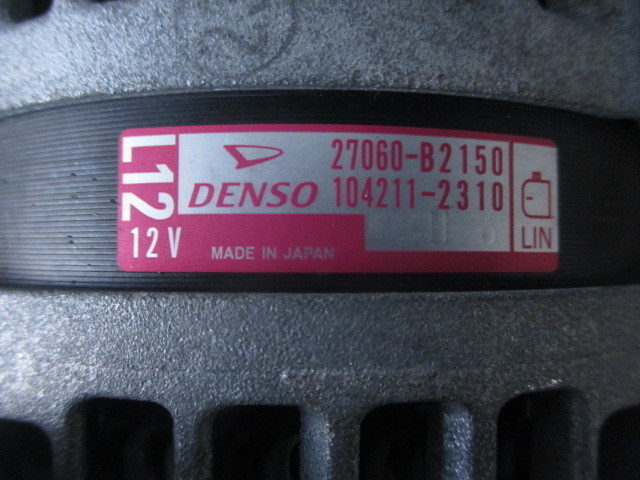 L12
12V
27060-B2150
DENSO 104211-2310
MADE IN JAPAN
LIN